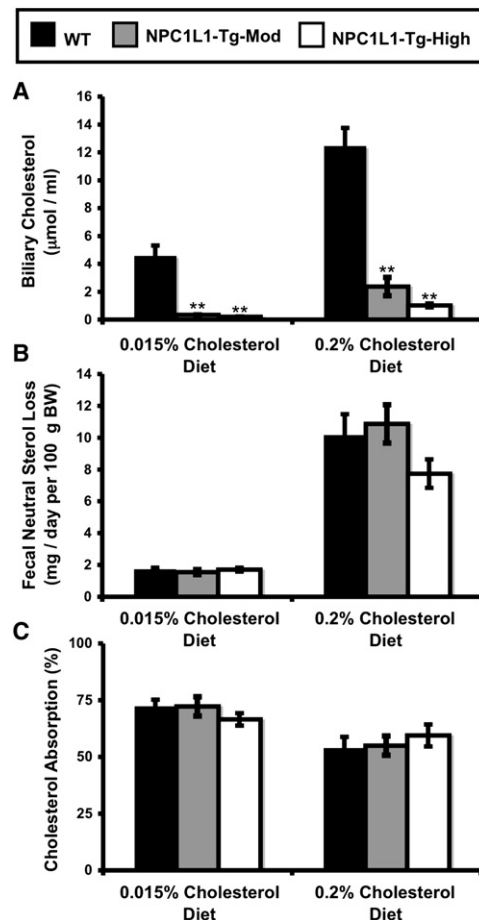 WT NPC1L1-Tg-Mod NPC1L1-Tg-High
A
Biliary Cholesterol
(μmol / ml)
16
14
12
10
8
6
4
2
0
** **
**
**
0.015% Cholesterol
Diet
0.2% Cholesterol
Diet
B
Fecal Neutral Sterol Loss
(mg / day per 100 g BW)
14
12
10
8
6
4
2
0
0.015% Cholesterol
Diet
0.2% Cholesterol
Diet
C
Cholesterol Absorption (%)
100
75
50
25
0
0.015% Cholesterol
Diet
0.2% Cholesterol
Diet